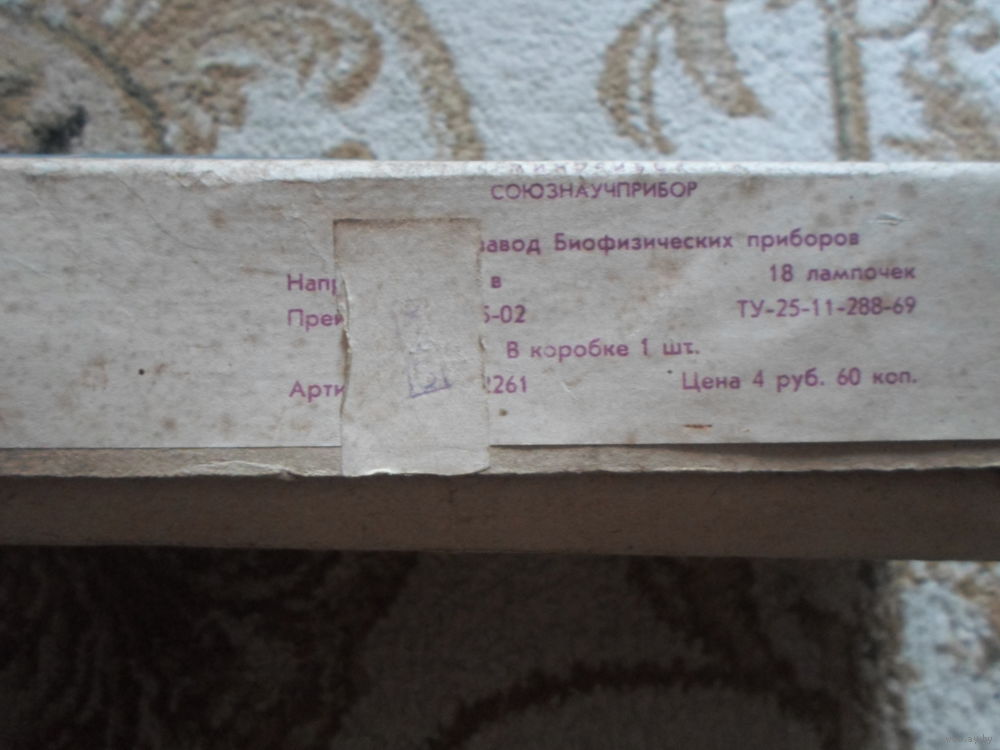 СОЮЗНАУЧПРИБОР
завод Биофизических приборов
в 18 лампочек
5-02 ТУ-25-11-288-69
В коробке 1 шт.
2261 Цена 4 руб. 60 коп.